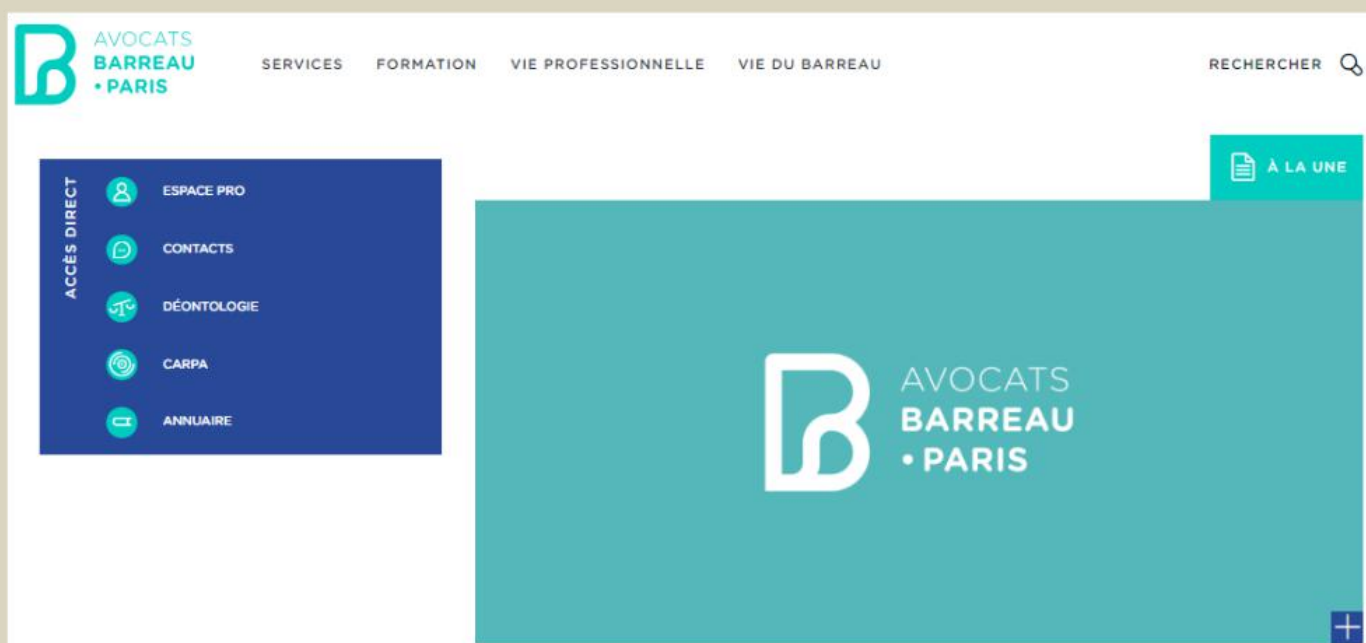 AVOCATS
BARREAU
• PARIS
SERVICES FORMATION VIE PROFESSIONNELLE VIE DU BARREAU
RECHERCHER
À LA UNE
ACCÈS DIRECT
ESPACE PRO
CONTACTS
DÉONTOLOGIE
CARPA
ANNUAIRE
AVOCATS
BARREAU
• PARIS